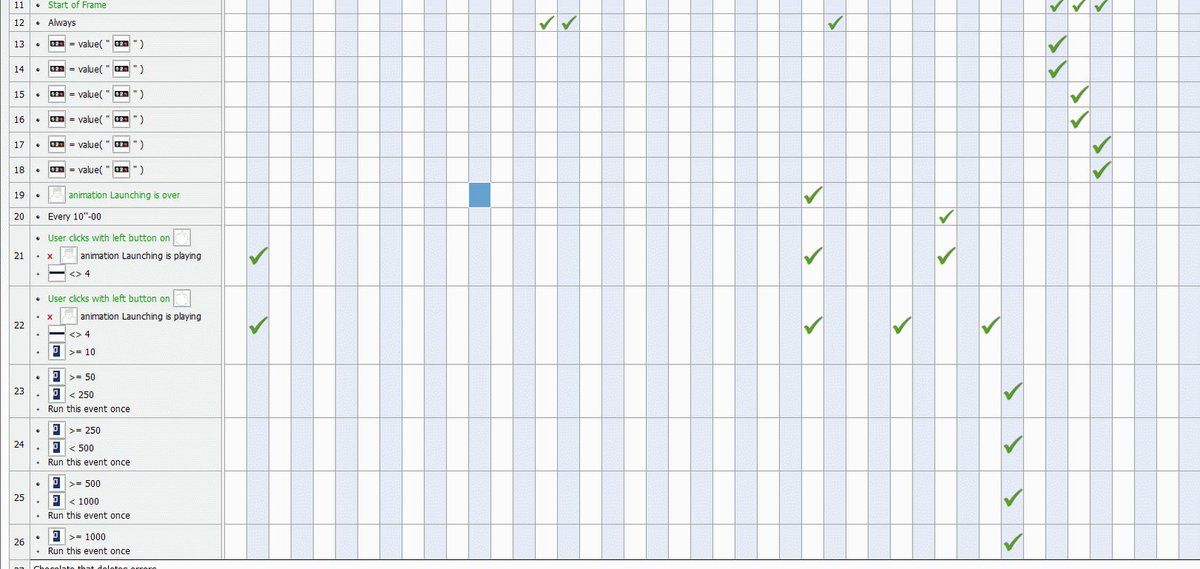 11 Start of Frame
12 Always
13 = value( " " )
14 = value( " " )
15 = value( " " )
16 = value( " " )
17 = value( " " )
18 = value( " " )
19 animation Launching is over
20 Every 10"-00
21
User clicks with left button on
x animation Launching is playing
<> 4
22
User clicks with left button on
x animation Launching is playing
<> 4
>= 10
23
>= 50
< 250
Run this event once
24
>= 250
< 500
Run this event once
25
>= 500
< 1000
Run this event once
26
>= 1000
Run this event once
27 Chocolate that deletes errors